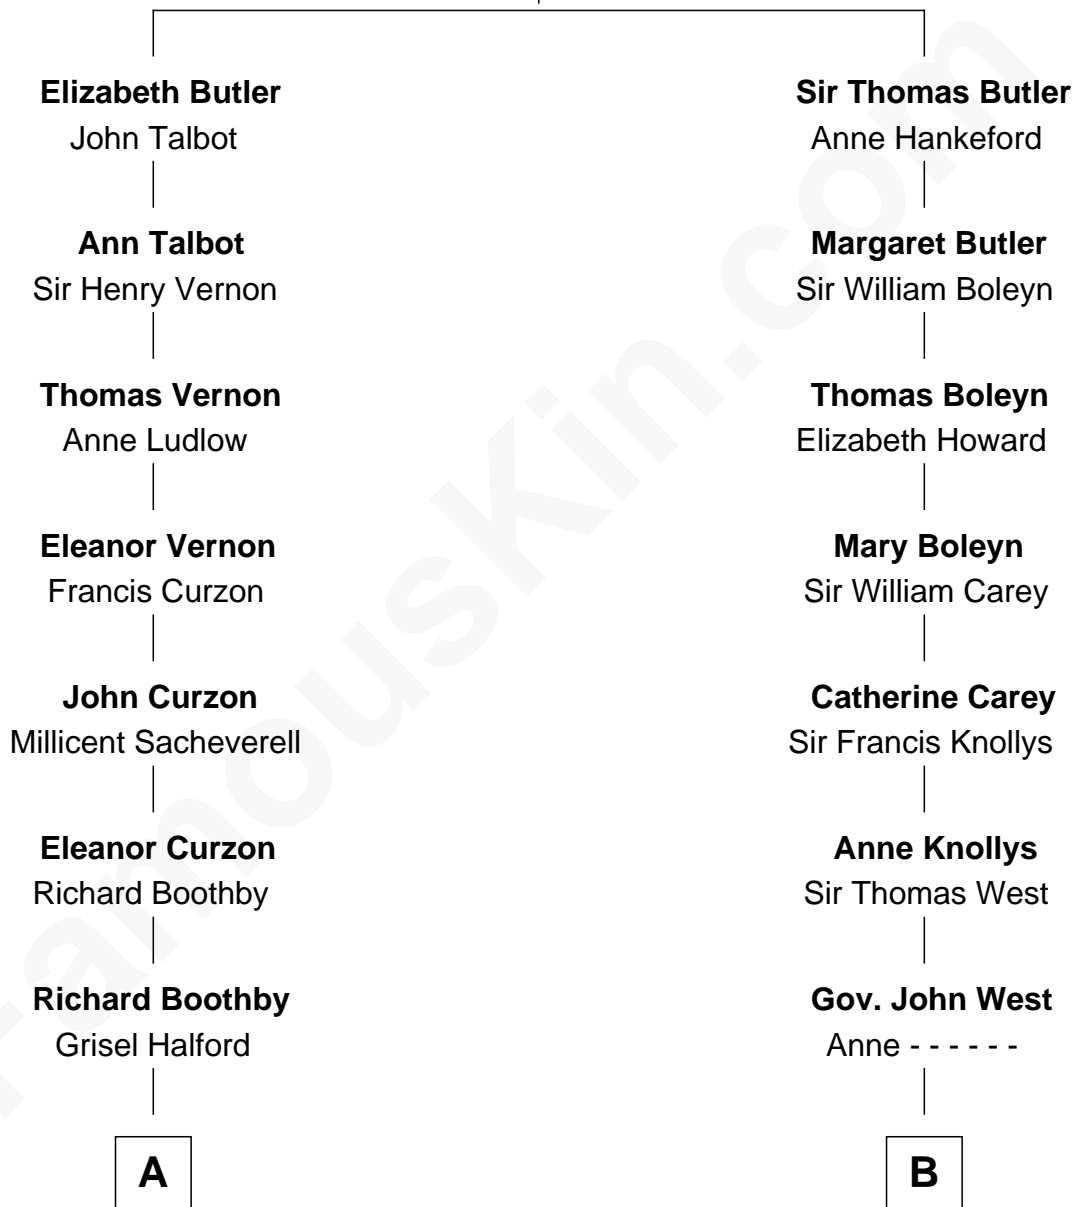 Elizabeth Butler
John Talbot
Ann Talbot
Sir Henry Vernon
Thomas Vernon
Anne Ludlow
Eleanor Vernon
Francis Curzon
John Curzon
Millicent Sacheverell
Eleanor Curzon
Richard Boothby
Richard Boothby
Grisel Halford
A
Sir Thomas Butler
Anne Hankeford
Margaret Butler
Sir William Boleyn
Thomas Boleyn
Elizabeth Howard
Mary Boleyn
Sir William Carey
Catherine Carey
Sir Francis Knollys
Anne Knollys
Sir Thomas West
Gov. John West
Anne - - - - - -
B
FamousKin.com